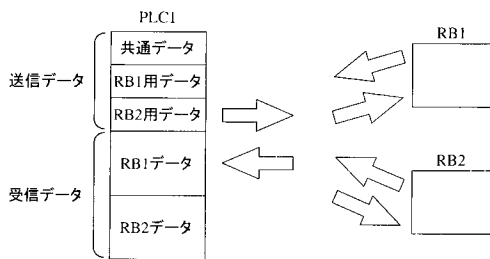 PLC1
送信データ
共通データ
RB1用データ
RB2用データ
受信データ
RB1データ
RB2データ
RB1
RB2